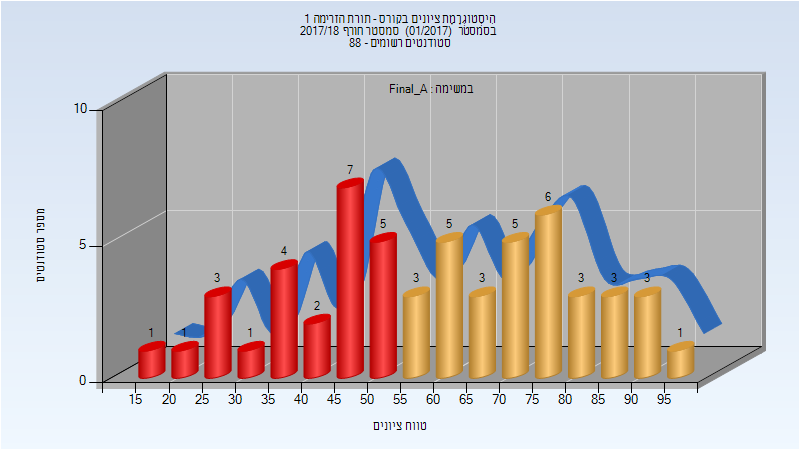 היסטוגרמת ציונים בקורס - תורת הזרימה 1
בסמסטר (01/2017) סמסטר חורף 2017/18
סטודנטים רשומים - 88
במשימה : Final_A
10
5
0
מספר סטודנטים
1 1 3 1 4 2 7 5 3 5 3 5 6 3 3 3 1
15 20 25 30 35 40 45 50 55 60 65 70 75 80 85 90 95
טווח ציונים